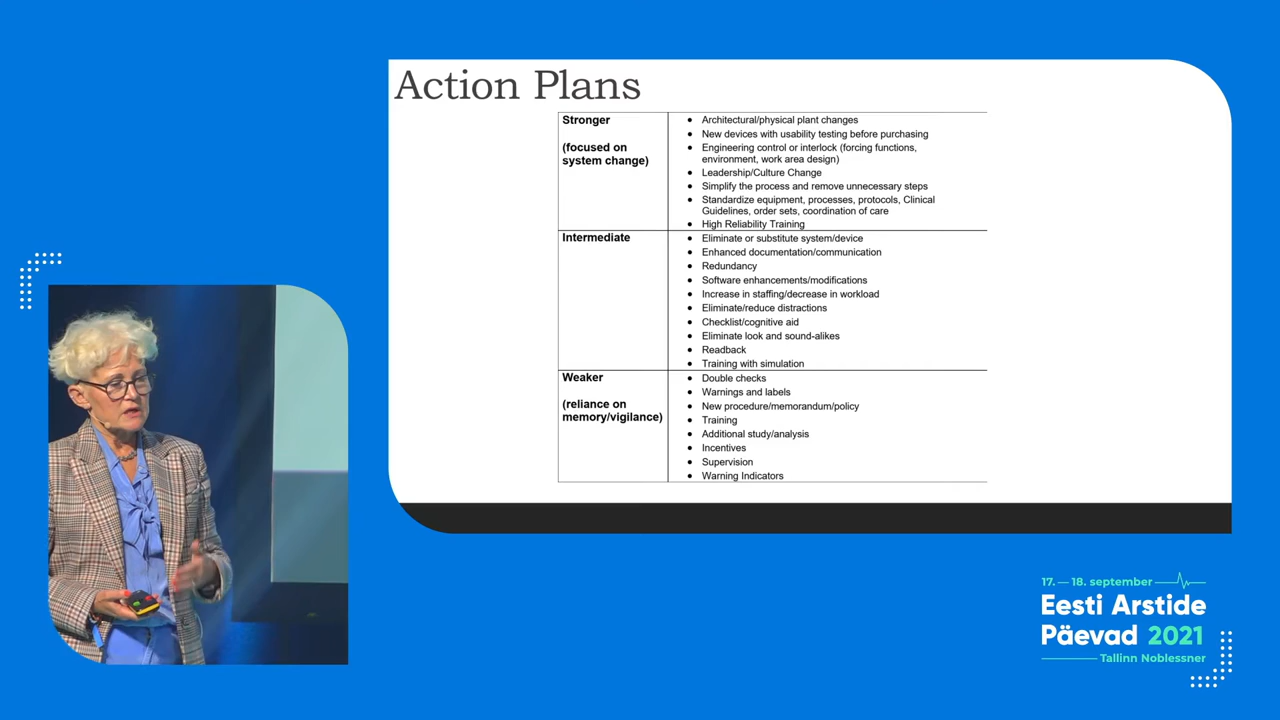 Action Plans
Stronger
(focused on
system change)
Architectural/physical plant changes
New devices with usability testing before purchasing
Engineering control or interlock (forcing functions,
environment, work area design)
Leadership/Culture Change
Simplify the process and remove unnecessary steps
Standardize equipment, processes, protocols, Clinical
Guidelines, order sets, coordination of care
High Reliability Training
Intermediate
Eliminate or substitute system/device
Enhanced documentation/communication
Redundancy
Software enhancements/modifications
Increase in staffing/decrease in workload
Eliminate/reduce distractions
Checklist/cognitive aid
Eliminate look and sound-alikes
Readback
Training with simulation
Weaker
(reliance on
memory/vigilance)
Double checks
Warnings and labels
New procedure/memorandum/policy
Training
Additional study/analysis
Incentives
Supervision
Warning Indicators
17. — 18. september
Eesti Arstide
Päevad 2021
Tallinn Noblessner